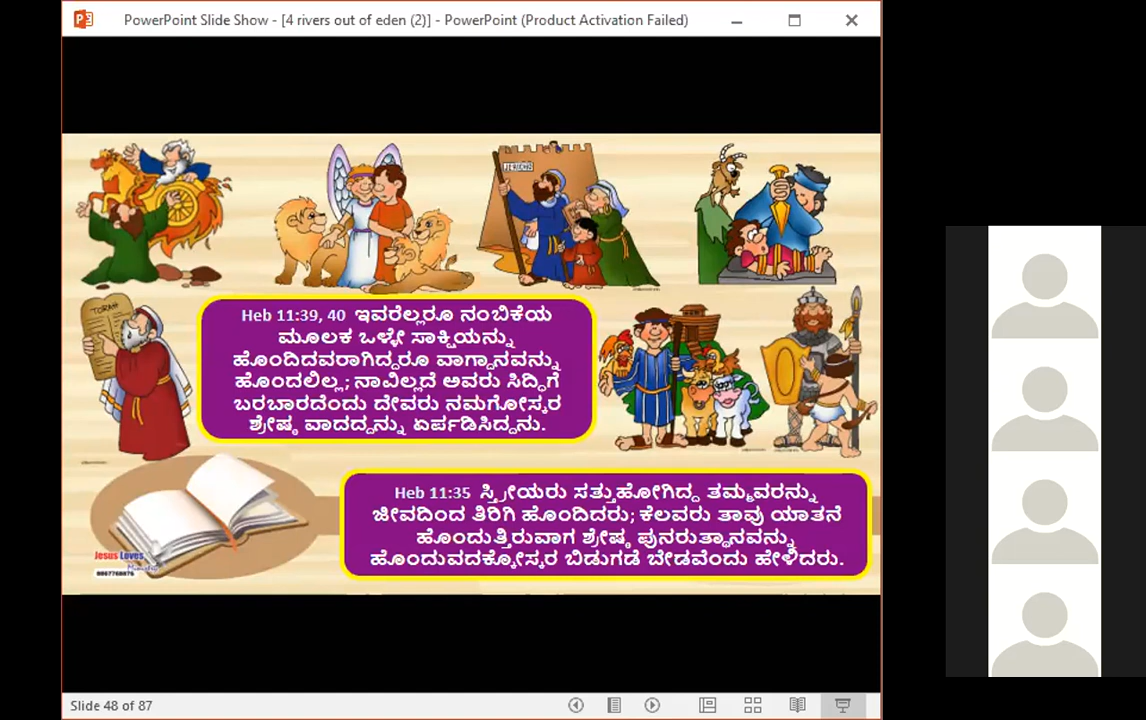 PowerPoint Slide Show - [4 rivers out of eden (2)] - PowerPoint (Product Activation Failed)
JERICHO
TORAH
Heb 11:39, 40 ಇವರೆಲ್ಲರೂ ನಂಬಿಕೆಯ
ಮೂಲಕ ಒಳ್ಳೇ ಸಾಕ್ಷಿಯನ್ನು
ಹೊಂದಿದವರಾಗಿದ್ದರೂ ವಾಗ್ದಾನವನ್ನು
ಹೊಂದಲಿಲ್ಲ; ನಾವಿಲ್ಲದೆ ಅವರು ಸಿದ್ಧಿಗೆ
ಬರಬಾರದೆಂದು ದೇವರು ನಮಗೋಸ್ಕರ
ಶ್ರೇಷ್ಠ ವಾದದ್ದನ್ನು ಏರ್ಪಡಿಸಿದ್ದನು.
Heb 11:35 ಸ್ತ್ರೀಯರು ಸತ್ತುಹೋಗಿದ್ದ ತಮ್ಮವರನ್ನು
ಜೀವದಿಂದ ತಿರಿಗಿ ಹೊಂದಿದರು; ಕೆಲವರು ತಾವು ಯಾತನೆ
ಹೊಂದುತ್ತಿರುವಾಗ ಶ್ರೇಷ್ಠ ಪುನರುತ್ಥಾನವನ್ನು
ಹೊಂದುವದಕ್ಕೋಸ್ಕರ ಬಿಡುಗಡೆ ಬೇಡವೆಂದು ಹೇಳಿದರು.
Jesus Loves
Ministry
Slide 48 of 87